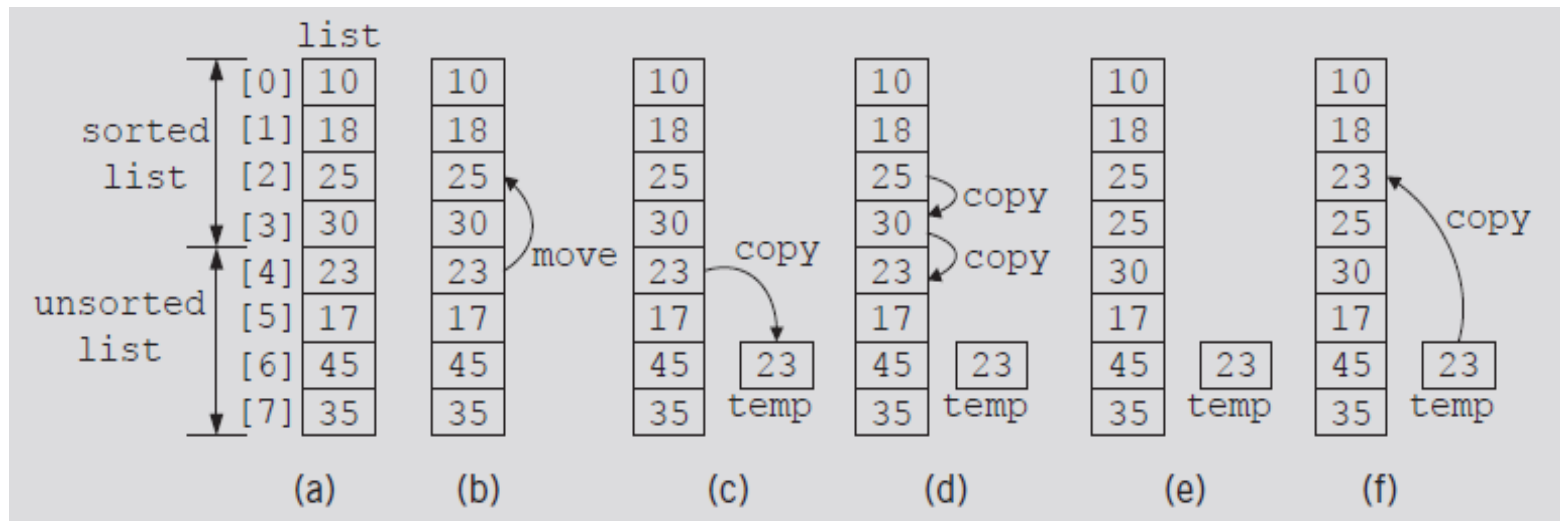 list
[0] 10 10 10 10 10 10
sorted [1] 18 18 18 18 18 18
list [2] 25 25 25 25 copy 25 23
[3] 30 30 30 30 25 25 copy
move copy copy
[4] 23 23 23 23 30 30
unsorted [5] 17 17 17 17 17 17
list [6] 45 45 45 23 45 23 45 23 45 23
[7] 35 35 35 temp 35 temp 35 temp 35 temp
(a) (b) (c) (d) (e) (f)